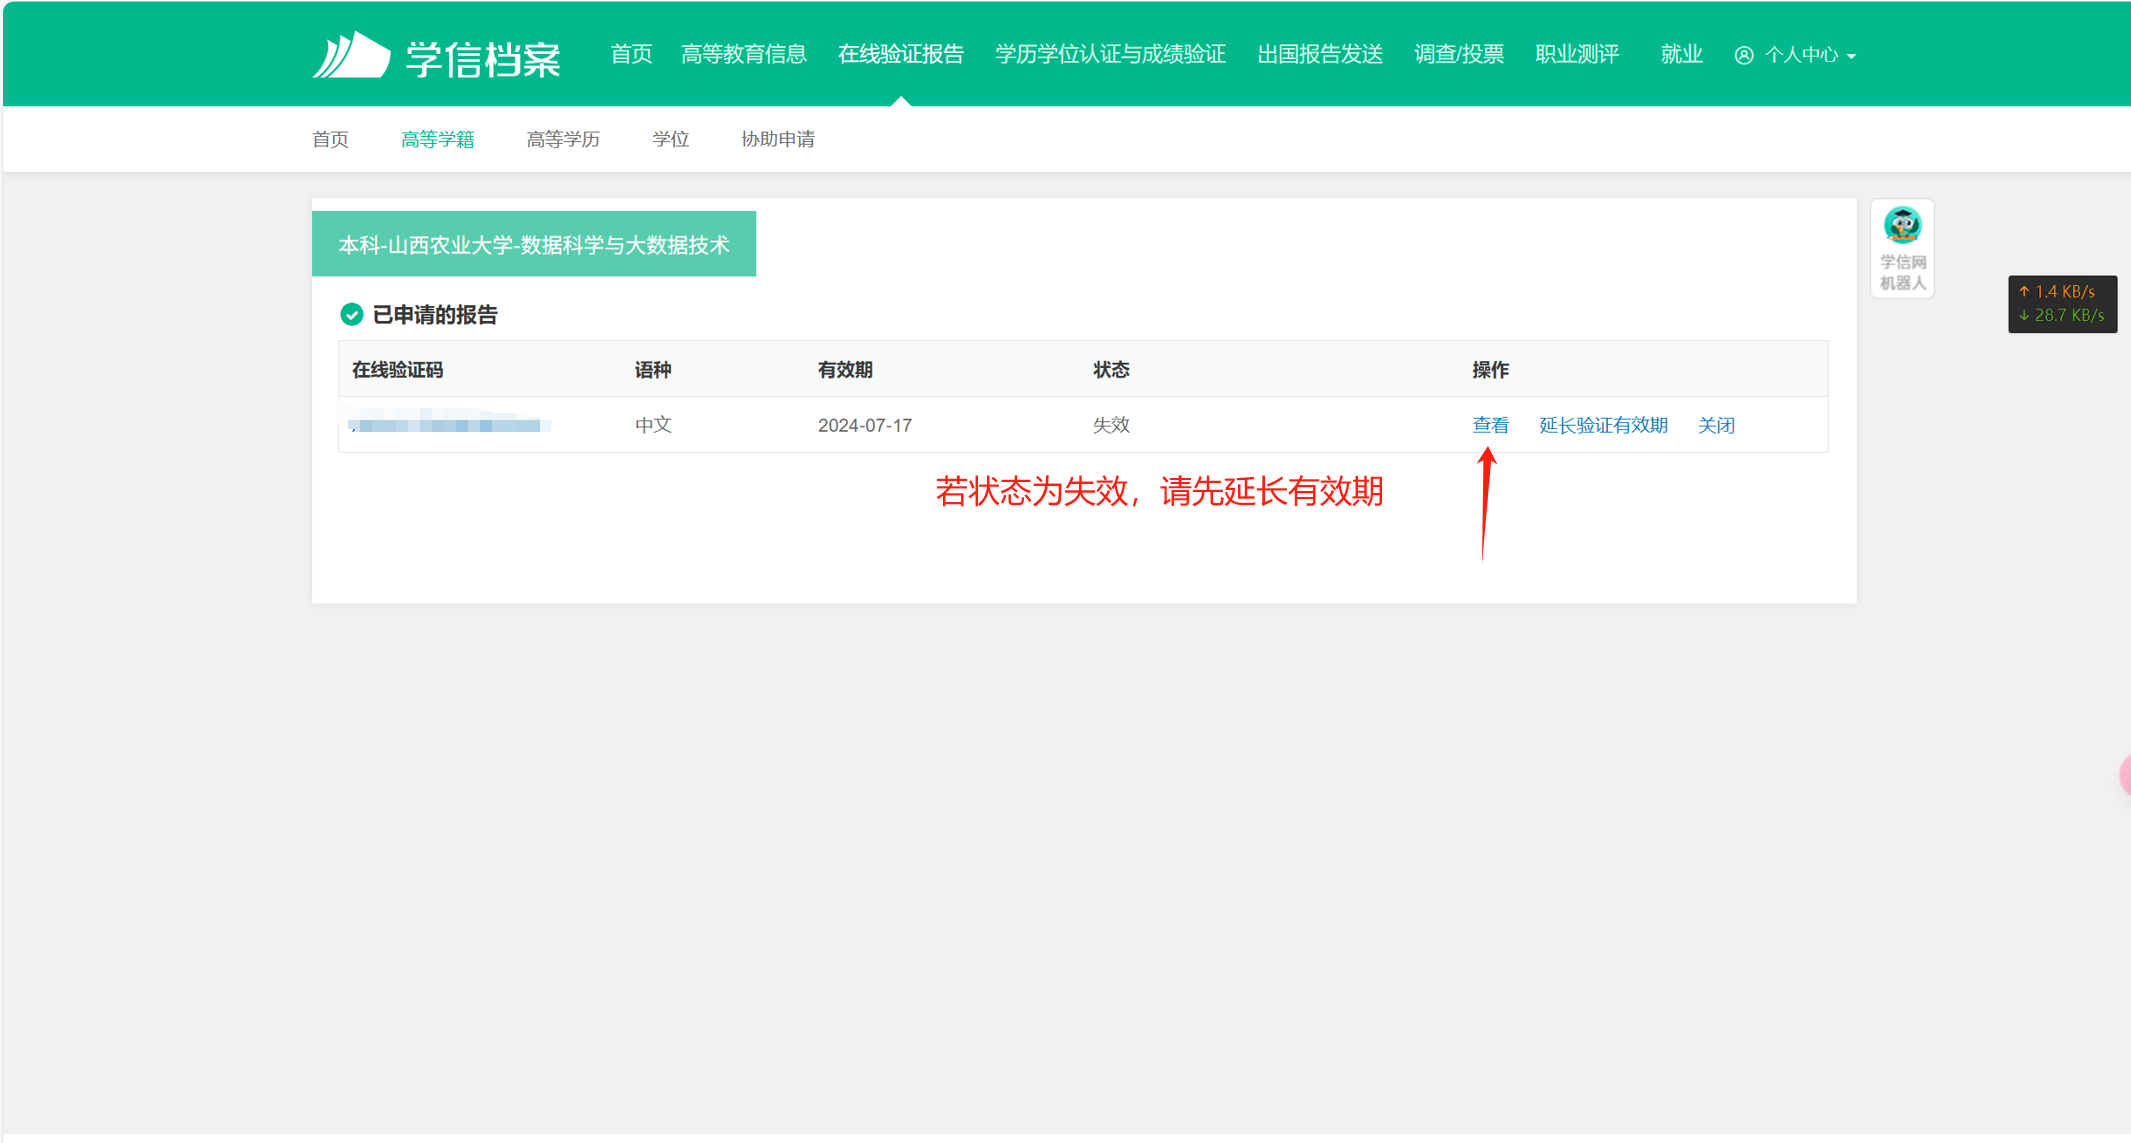 学信档案 首页 高等教育信息 在线验证报告 学历学位认证与成绩验证 出国报告发送 调查/投票 职业测评 就业 个人中心
首页 高等学籍 高等学历 学位 协助申请
本科-山西农业大学-数据科学与大数据技术
学信网
机器人
↑ 1.4 KB/s
↓ 28.7 KB/s
已申请的报告
在线验证码 语种 有效期 状态 操作
中文 2024-07-17 失效 查看 延长验证有效期 关闭
若状态为失效，请先延长有效期